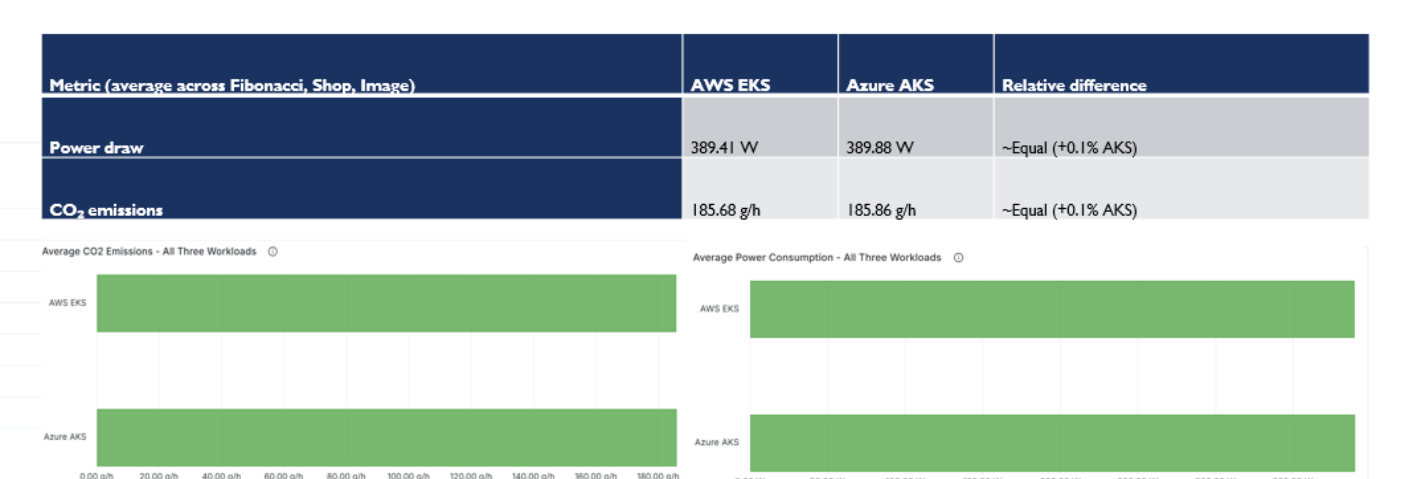 Metric (average across Fibonacci, Shop, Image) AWS EKS Azure AKS Relative difference
Power draw 389.41 W 389.88 W ~Equal (+0.1% AKS)
CO₂ emissions 185.68 g/h 185.86 g/h ~Equal (+0.1% AKS)
Average CO2 Emissions - All Three Workloads
AWS EKS
Azure AKS
0.00 g/h 20.00 g/h 40.00 g/h 60.00 g/h 80.00 g/h 100.00 g/h 120.00 g/h 140.00 g/h 160.00 g/h 180.00 g/h
Average Power Consumption - All Three Workloads
AWS EKS
Azure AKS